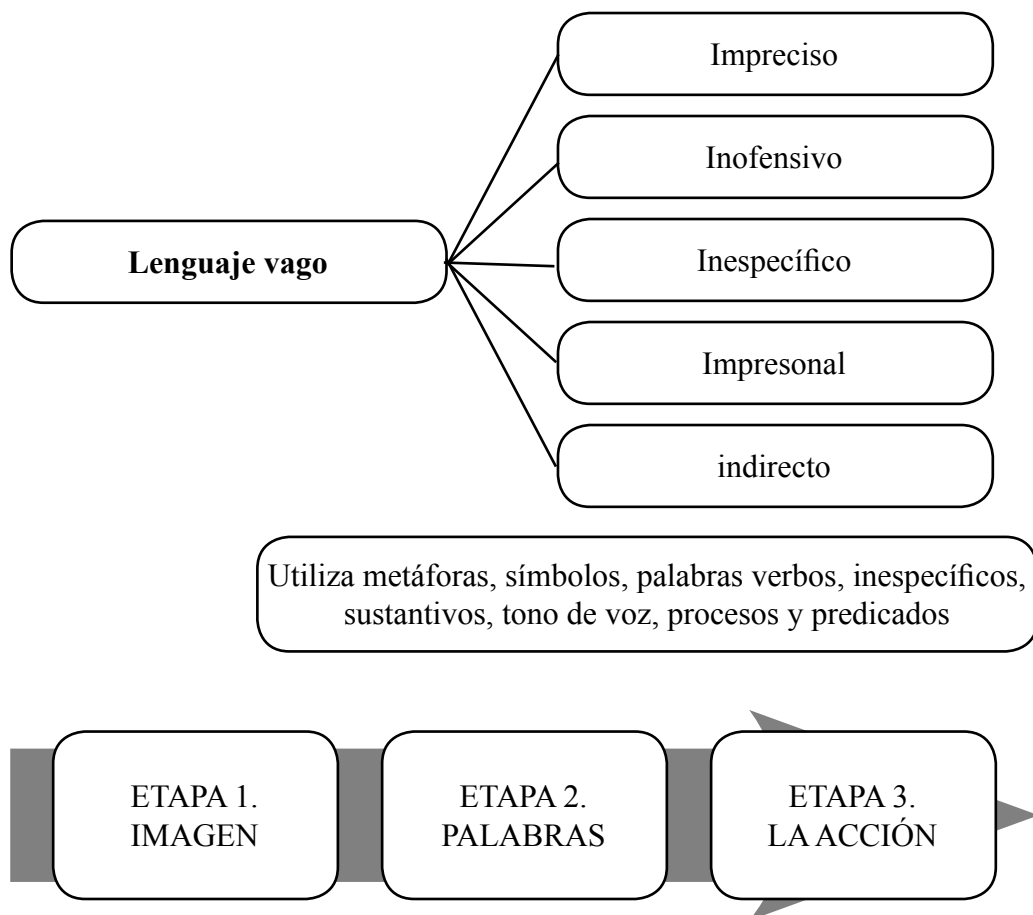 Impreciso
Inofensivo
Lenguaje vago
Inespecífico
Impresonal
indirecto
Utiliza metáforas, símbolos, palabras verbos, inespecíficos,
sustantivos, tono de voz, procesos y predicados
ETAPA 1.
IMAGEN
ETAPA 2.
PALABRAS
ETAPA 3.
LA ACCIÓN